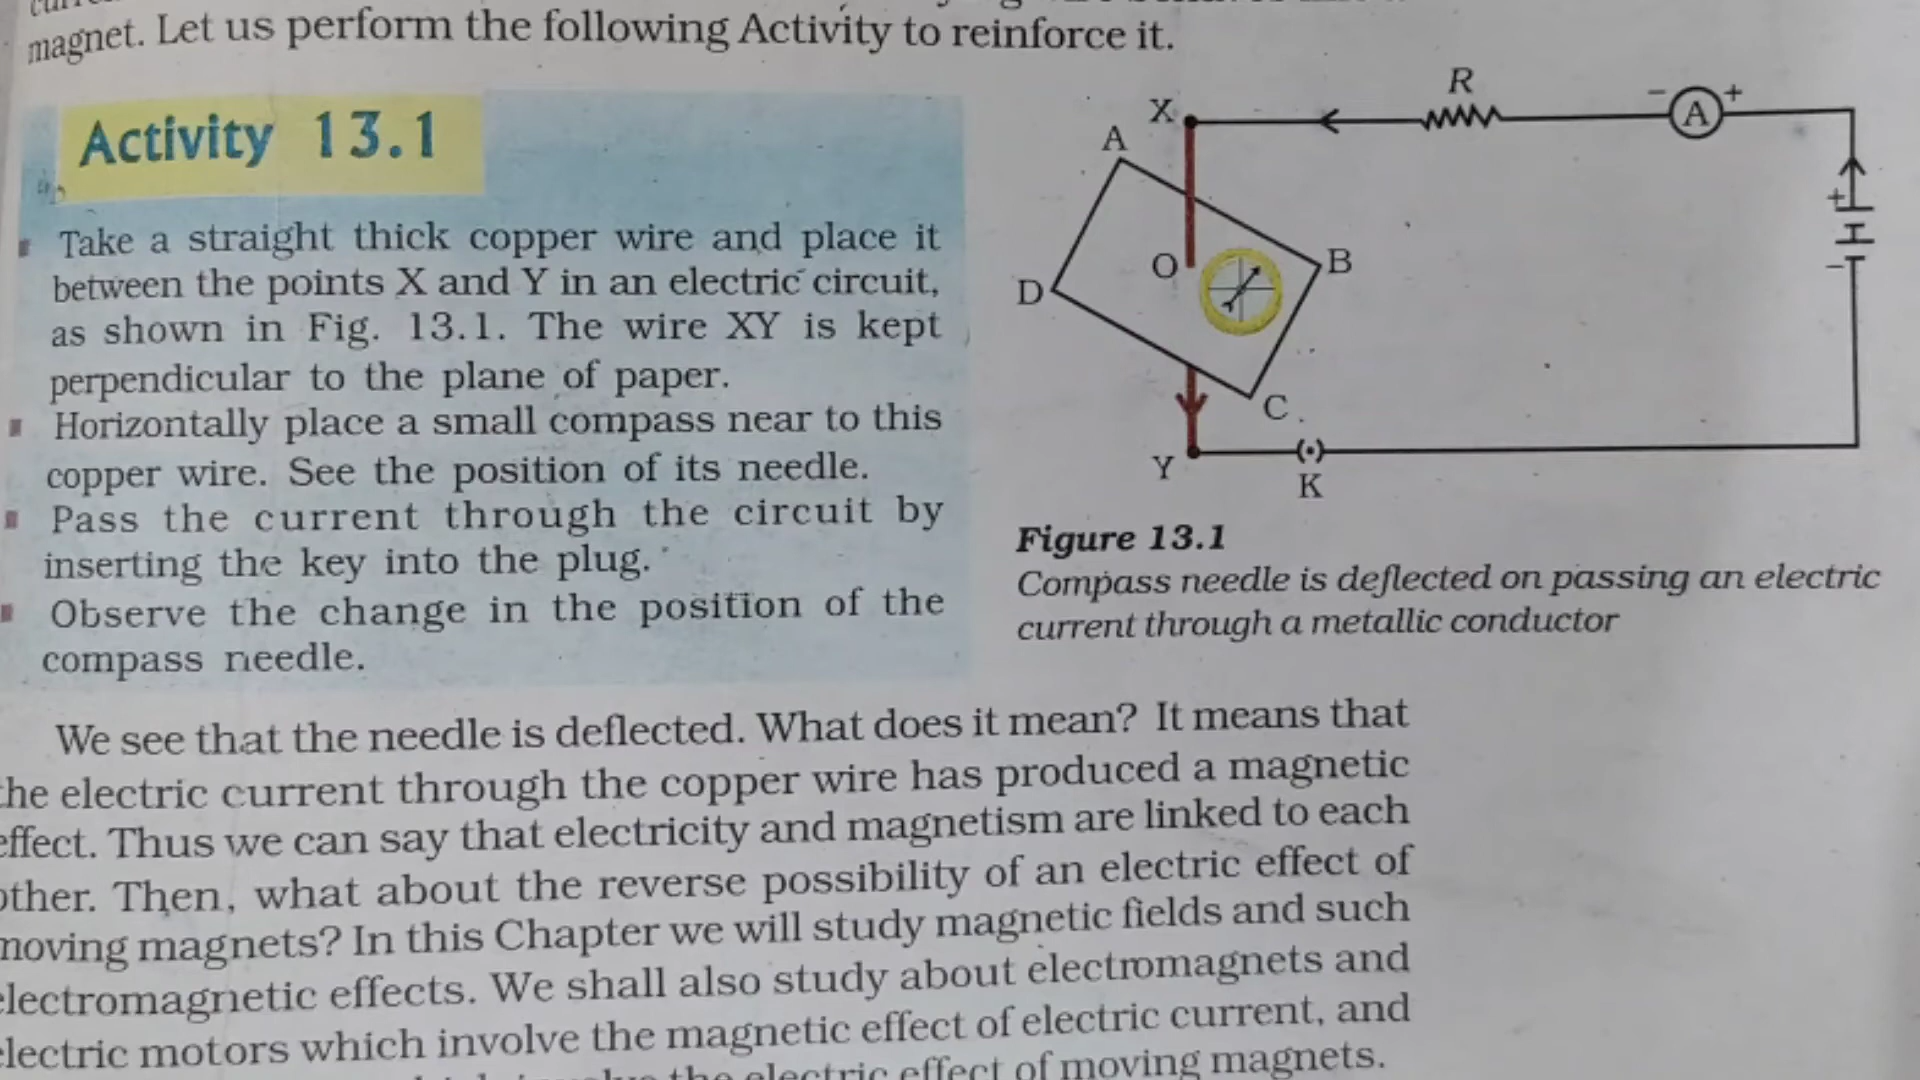 magnet. Let us perform the following Activity to reinforce it.
Activity 13.1
Take a straight thick copper wire and place it
between the points X and Y in an electric circuit,
as shown in Fig. 13.1. The wire XY is kept
perpendicular to the plane of paper.
Horizontally place a small compass near to this
copper wire. See the position of its needle.
Pass the current through the circuit by
inserting the key into the plug.
Observe the change in the position of the
compass needle.
R
X
- A +
A
+
O
B
D
-
C
Y
K
Figure 13.1
Compass needle is deflected on passing an electric
current through a metallic conductor
We see that the needle is deflected. What does it mean? It means that
the electric current through the copper wire has produced a magnetic
effect. Thus we can say that electricity and magnetism are linked to each
other. Then, what about the reverse possibility of an electric effect of
moving magnets? In this Chapter we will study magnetic fields and such
electromagnetic effects. We shall also study about electromagnets and
electric motors which involve the magnetic effect of electric current, and
the electric effect of moving magnets.